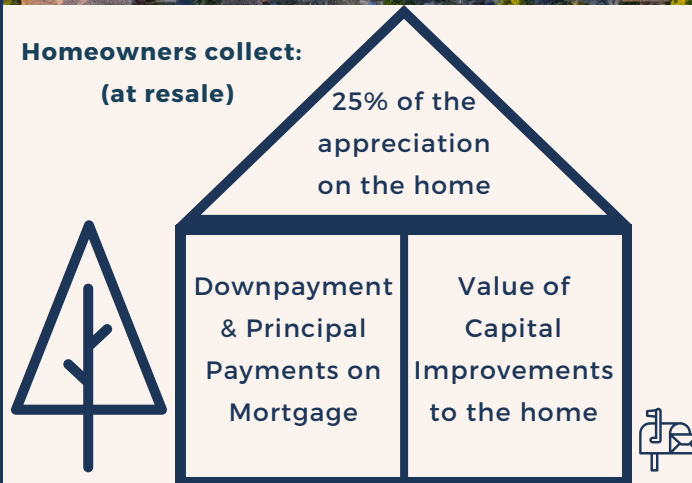 Homeowners collect:
(at resale)
25% of the
appreciation
on the home
Downpayment
& Principal
Payments on
Mortgage
Value of
Capital
Improvements
to the home